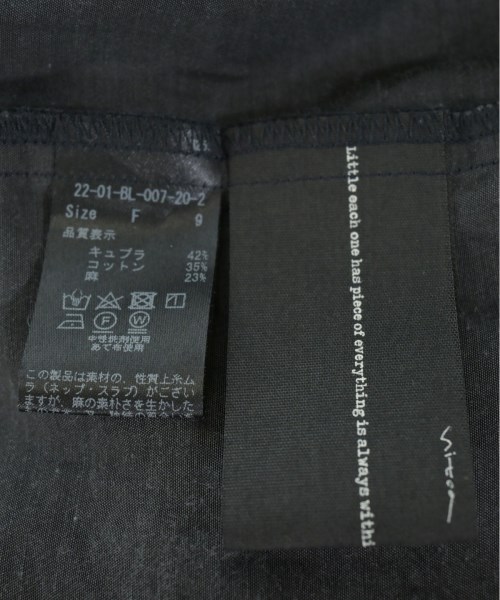 22-01-BL-007-20-2
Size F 9
品質表示
キュプラ 42%
コットン 35%
麻 23%
中性洗剤使用
あて布使用
この製品は素材の、性質上糸ム
ラ(ネップ・スラブ)がござい
ますが、麻の素朴さを生かした
Little each one has piece of everything is always withi